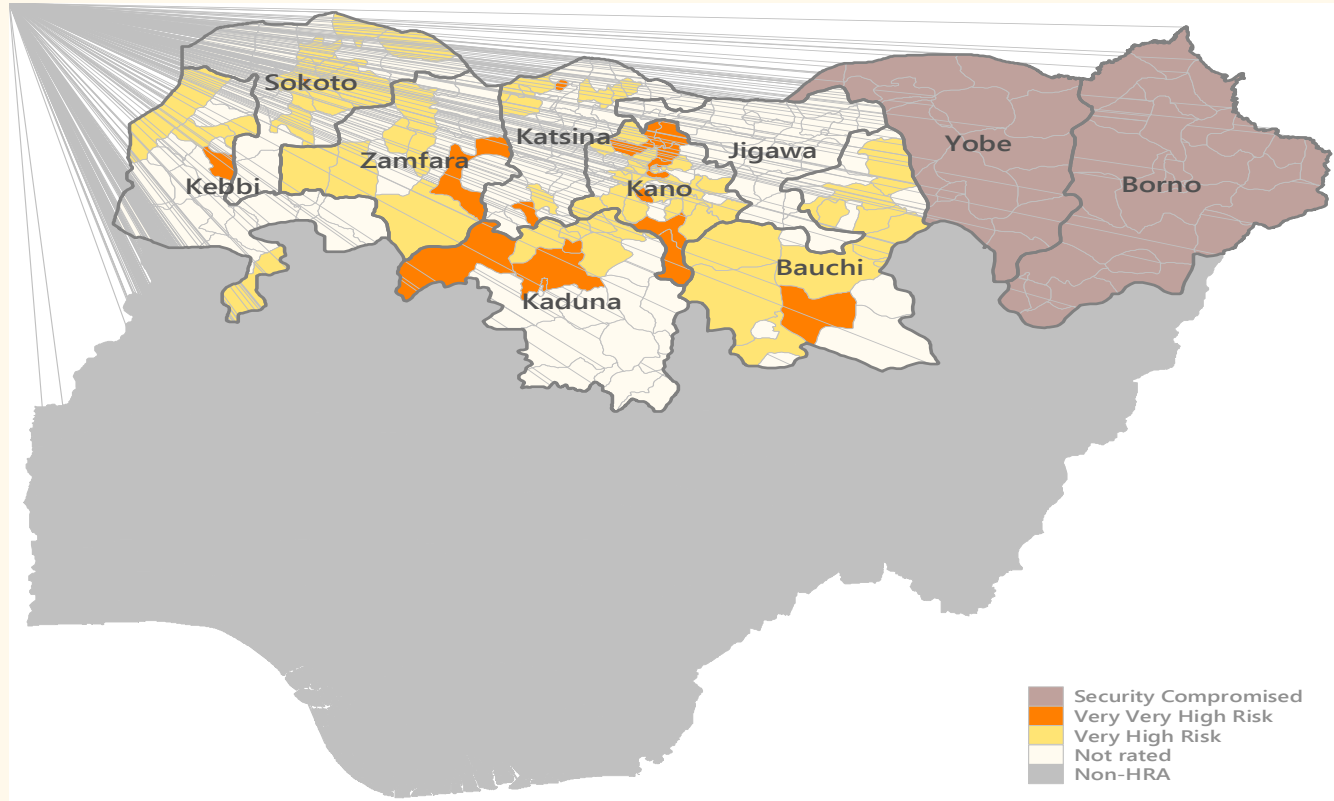 Sokoto
Katsina
Jigawa
Yobe
Zamfara
Kebbi
Kano
Borno
Bauchi
Kaduna
Security Compromised
Very Very High Risk
Very High Risk
Not rated
Non-HRA